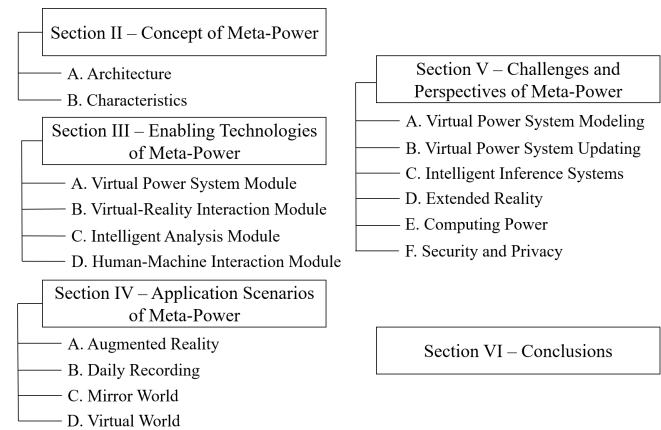 Section II – Concept of Meta-Power
A. Architecture
B. Characteristics
Section III – Enabling Technologies
of Meta-Power
A. Virtual Power System Module
B. Virtual-Reality Interaction Module
C. Intelligent Analysis Module
D. Human-Machine Interaction Module
Section IV – Application Scenarios
of Meta-Power
A. Augmented Reality
B. Daily Recording
C. Mirror World
D. Virtual World
Section V – Challenges and
Perspectives of Meta-Power
A. Virtual Power System Modeling
B. Virtual Power System Updating
C. Intelligent Inference Systems
D. Extended Reality
E. Computing Power
F. Security and Privacy
Section VI – Conclusions